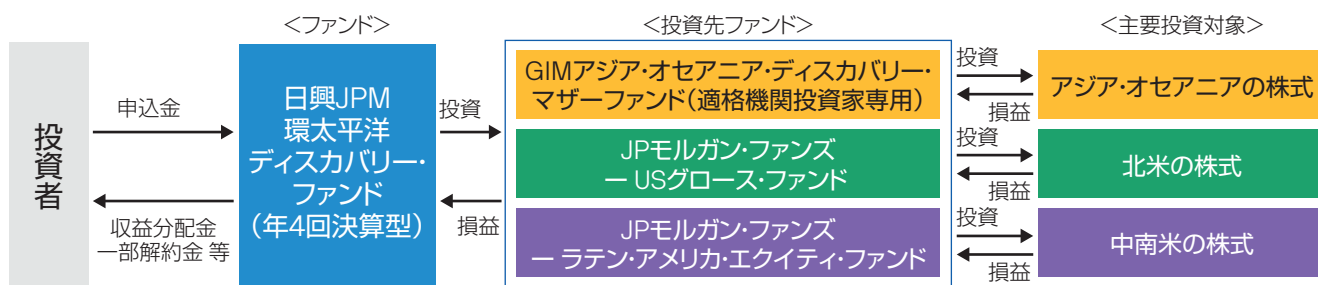 <ファンド>
<投資先ファンド>
<主要投資対象>
投資者
申込金
収益分配金
一部解約金 等
日興JPM
環太平洋
ディスカバリー・
ファンド
(年4回決算型)
投資
損益
GIMアジア・オセアニア・ディスカバリー・
マザーファンド(適格機関投資家専用)
投資
損益
アジア・オセアニアの株式
JPモルガン・ファンズ
ー USグロース・ファンド
投資
損益
北米の株式
JPモルガン・ファンズ
ー ラテン・アメリカ・エクイティ・ファンド
投資
損益
中南米の株式